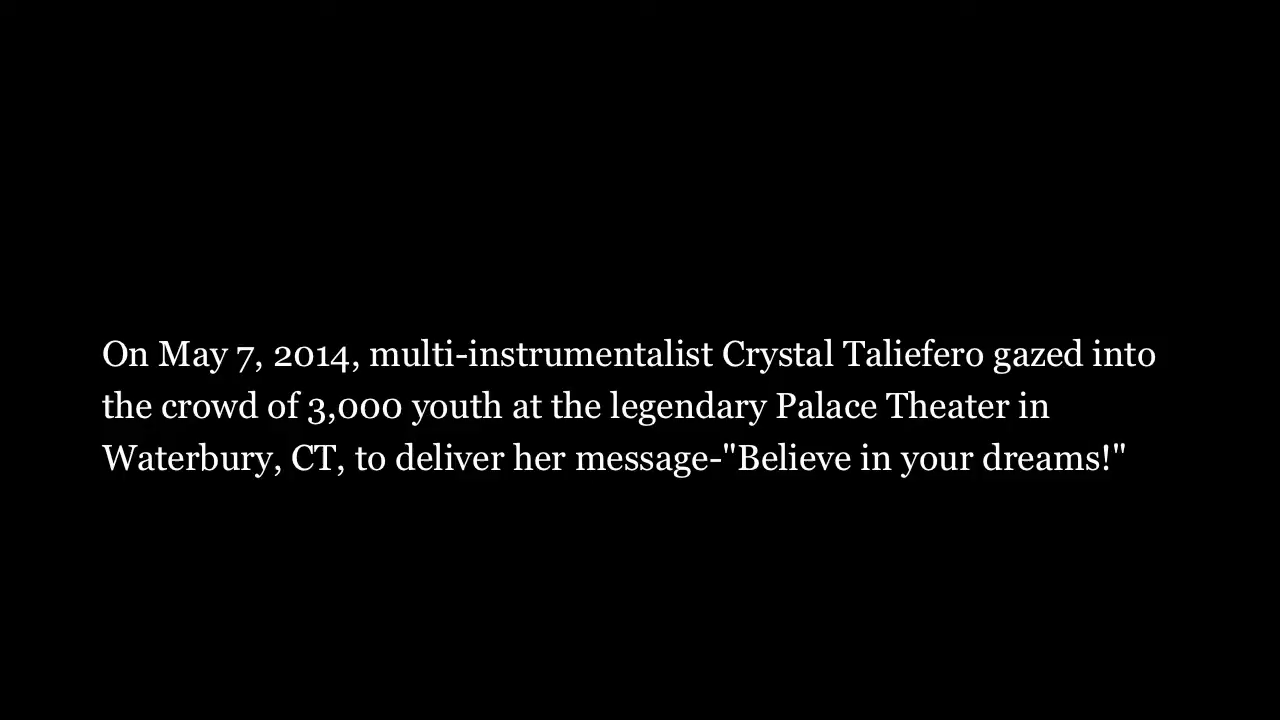 On May 7, 2014, multi-instrumentalist Crystal Taliefero gazed into
the crowd of 3,000 youth at the legendary Palace Theater in
Waterbury, CT, to deliver her message-"Believe in your dreams!"